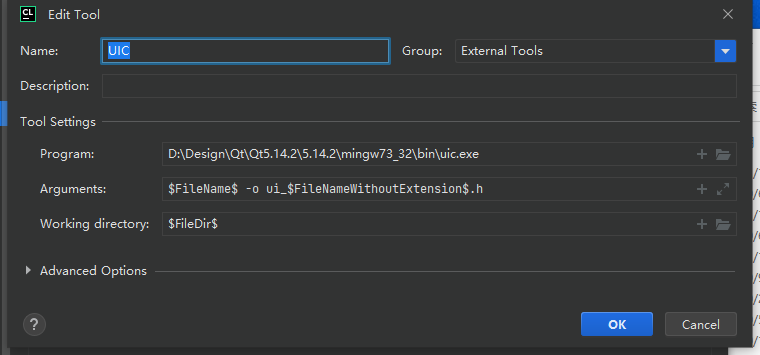 CL Edit Tool
Name: UIC Group: External Tools
Description:
Tool Settings
Program: D:\Design\Qt\Qt5.14.2\5.14.2\mingw73_32\bin\uic.exe
Arguments: $FileName$ -o ui_$FileNameWithoutExtension$.h
Working directory: $FileDir$
Advanced Options
? OK Cancel